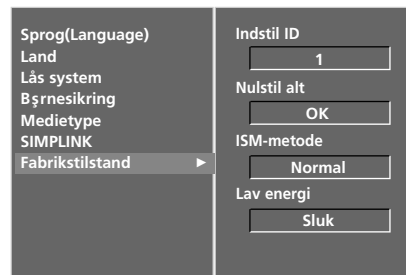 Sprog(Language)
Land
Lås system
Bşrnesikring
Medietype
SIMPLINK
Fabrikstilstand ►
Indstil ID
1
Nulstil alt
OK
ISM-metode
Normal
Lav energi
Sluk